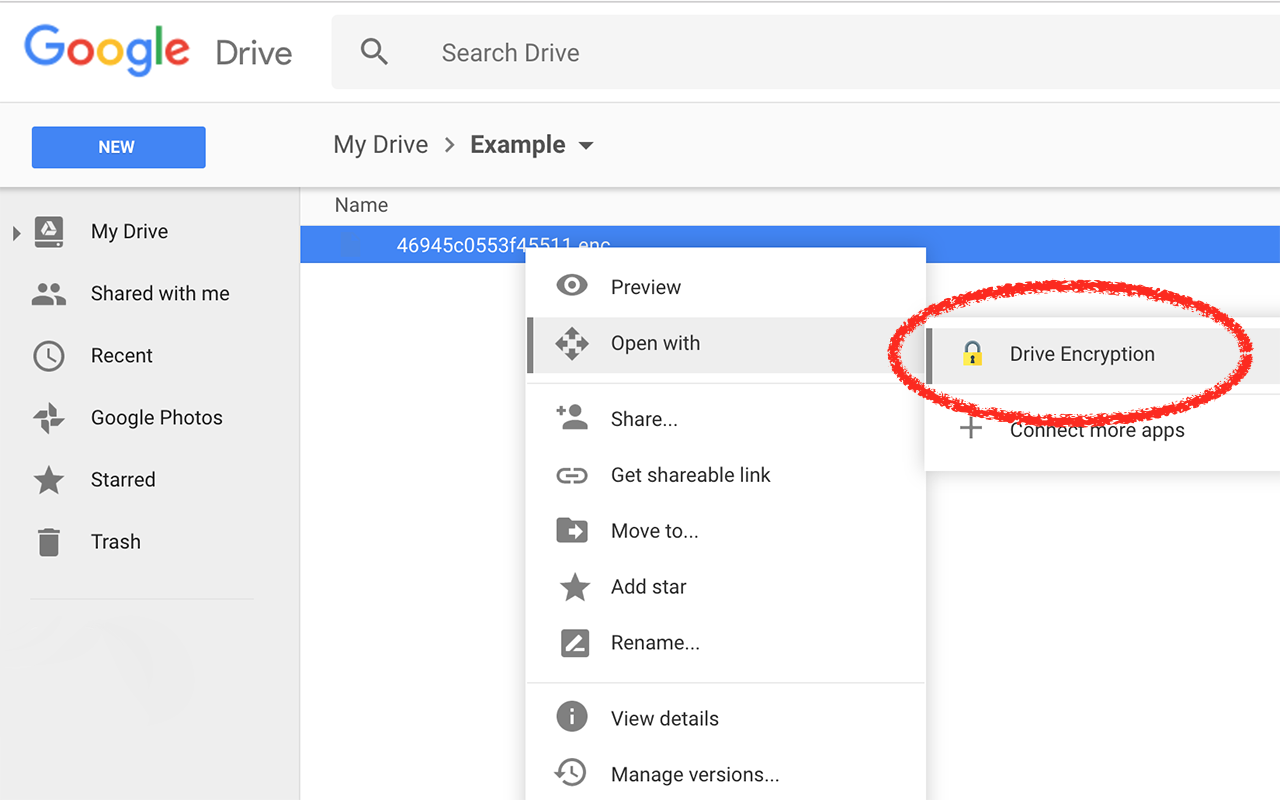 Google Drive
Search Drive
NEW
My Drive > Example
Name
My Drive
Shared with me
Recent
Google Photos
Starred
Trash
46945c0553f45511.enc
Preview
Open with
Share...
Get shareable link
Move to...
Add star
Rename...
View details
Manage versions...
Drive Encryption
Connect more apps